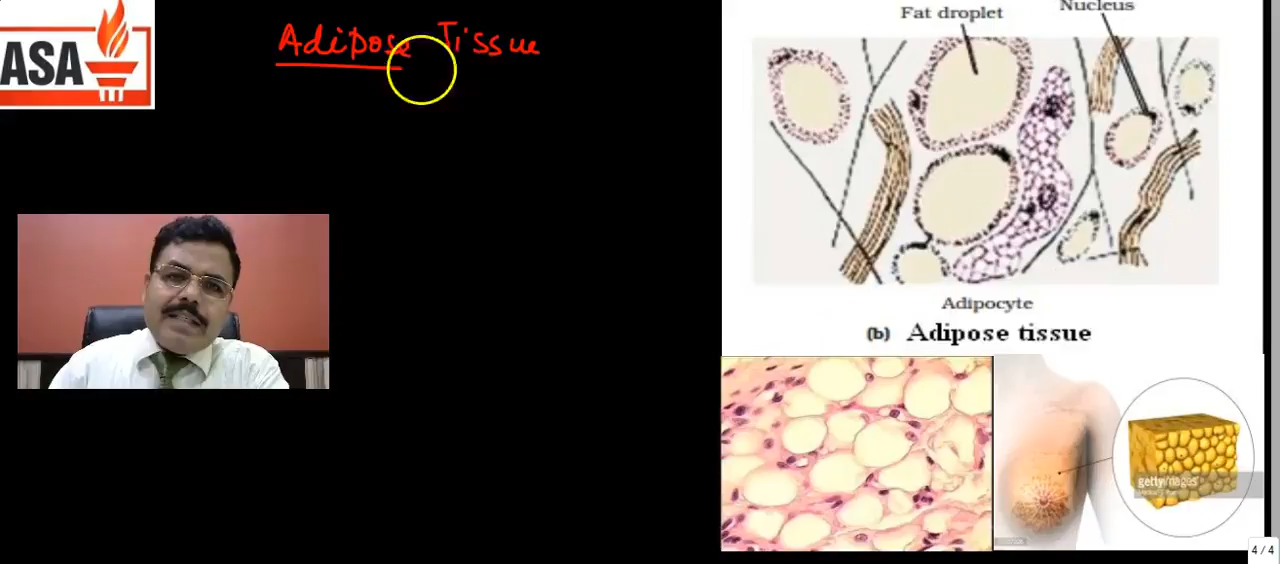 ASA
Adipose Tissue
Fat droplet
Nucleus
Adipocyte
(b) Adipose tissue
gettyimages
4 / 4